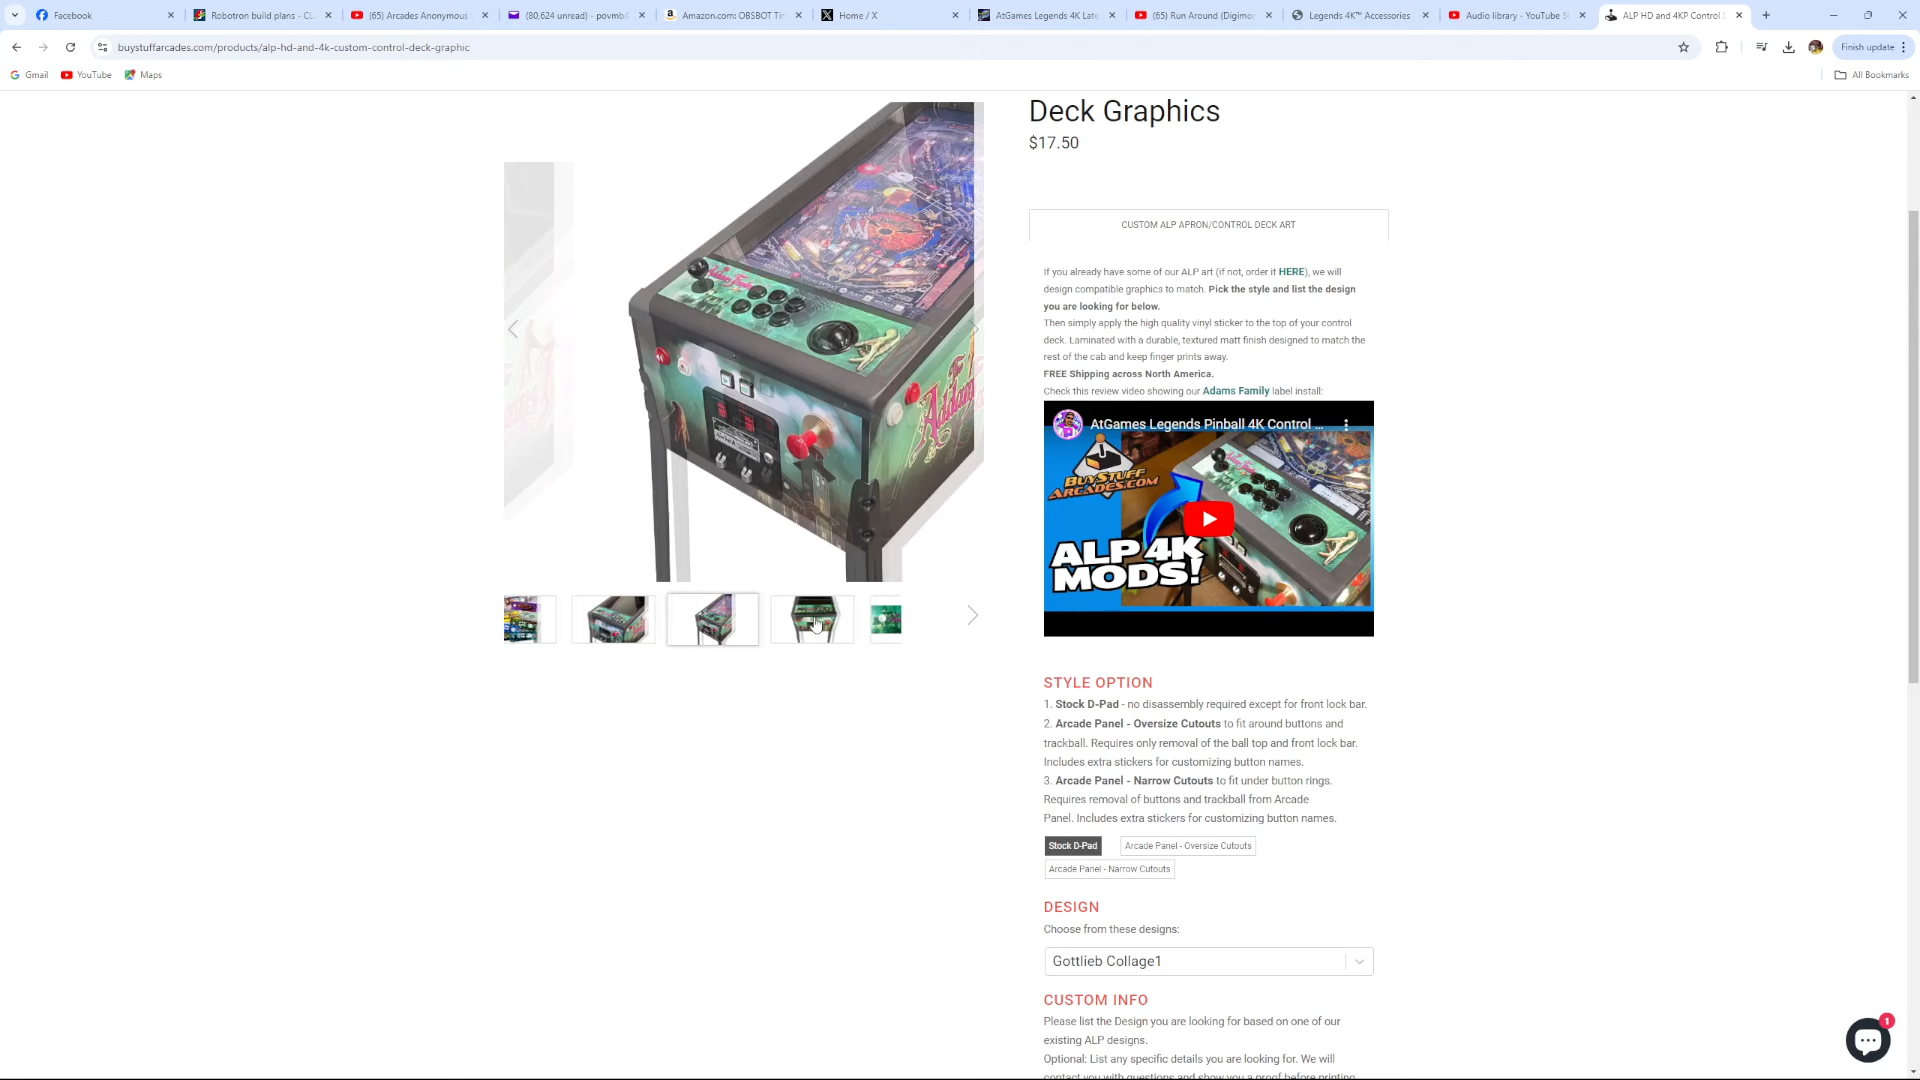 Facebook
Robotron build plans - CL
(65) Arcades Anonymous
(80,624 unread) - povmb
Amazon.com: OBSBOT Ti
Home / X
AtGames Legends 4K Late
(65) Run Around (Digimor
Legends 4K™ Accessories
Audio library - YouTube S
ALP HD and 4KP Control D
buystuffarcades.com/products/alp-hd-and-4k-custom-control-deck-graphic
Finish update
Gmail
YouTube
Maps
All Bookmarks
Deck Graphics
$17.50
CUSTOM ALP APRON/CONTROL DECK ART
If you already have some of our ALP art (if not, order it HERE), we will
design compatible graphics to match. Pick the style and list the design
you are looking for below.
Then simply apply the high quality vinyl sticker to the top of your control
deck. Laminated with a durable, textured matt finish designed to match the
rest of the cab and keep finger prints away.
FREE Shipping across North America.
Check this review video showing our Adams Family label install:
AtGames Legends Pinball 4K Control ...
BUYSTUFF
ARCADES.COM
ALP 4K
MODS!
STYLE OPTION
1. Stock D-Pad - no disassembly required except for front lock bar.
2. Arcade Panel - Oversize Cutouts to fit around buttons and
trackball. Requires only removal of the ball top and front lock bar.
Includes extra stickers for customizing button names.
3. Arcade Panel - Narrow Cutouts to fit under button rings.
Requires removal of buttons and trackball from Arcade
Panel. Includes extra stickers for customizing button names.
Stock D-Pad
Arcade Panel - Oversize Cutouts
Arcade Panel - Narrow Cutouts
DESIGN
Choose from these designs:
Gottlieb Collage1
CUSTOM INFO
Please list the Design you are looking for based on one of our
existing ALP designs.
Optional: List any specific details you are looking for. We will
contact you with questions and show you a proof before printing
1